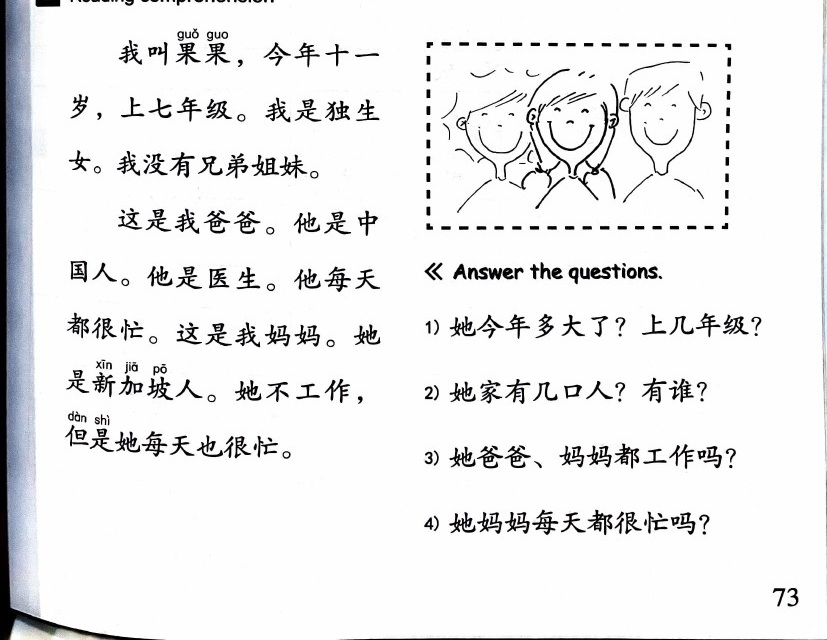 Reading comprehension
guǒ guo
我叫果果，今年十一
岁，上七年级。我是独生
女。我没有兄弟姐妹。
这是我爸爸。他是中
国人。他是医生。他每天
都很忙。这是我妈妈。她
xīn jiā pō
是新加坡人。她不工作，
dàn shì
但是她每天也很忙。
Answer the questions.
1) 她今年多大了？上几年级？
2) 她家有几口人？有谁？
3) 她爸爸、妈妈都工作吗？
4) 她妈妈每天都很忙吗？
73